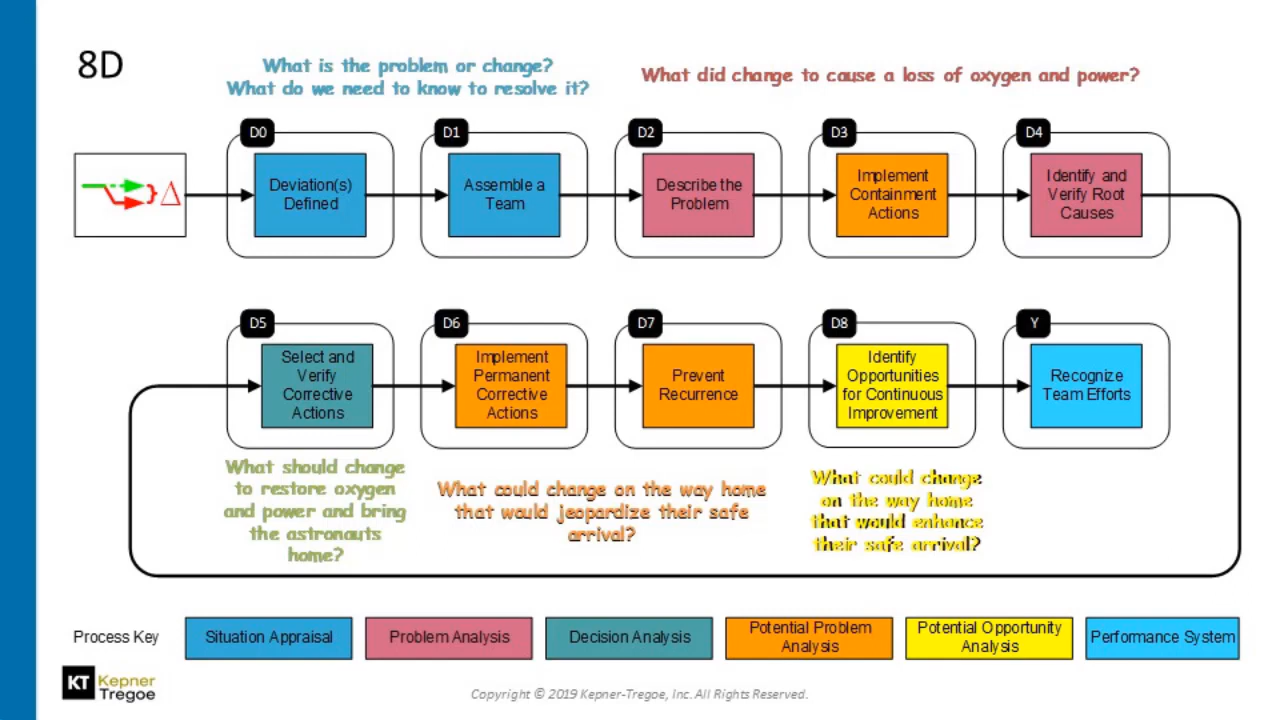 8D
What is the problem or change?
What do we need to know to resolve it?
What did change to cause a loss of oxygen and power?
D0
D1
D2
D3
D4
Deviation(s)
Defined
Assemble a
Team
Describe the
Problem
Implement
Containment
Actions
Identify and
Verify Root
Causes
Δ
D5
D6
D7
D8
Y
Select and
Verify
Corrective
Actions
Implement
Permanent
Corrective
Actions
Prevent
Recurrence
Identify
Opportunities
for Continuous
Improvement
Recognize
Team Efforts
What should change
to restore oxygen
and power and bring
the astronauts
home?
What could change on the way home
that would jeopardize their safe
arrival?
What could change
on the way home
that would enhance
their safe arrival?
Process Key
Situation Appraisal
Problem Analysis
Decision Analysis
Potential Problem
Analysis
Potential Opportunity
Analysis
Performance System
KT Kepner
Tregoe
Copyright © 2019 Kepner-Tregoe, Inc. All Rights Reserved.